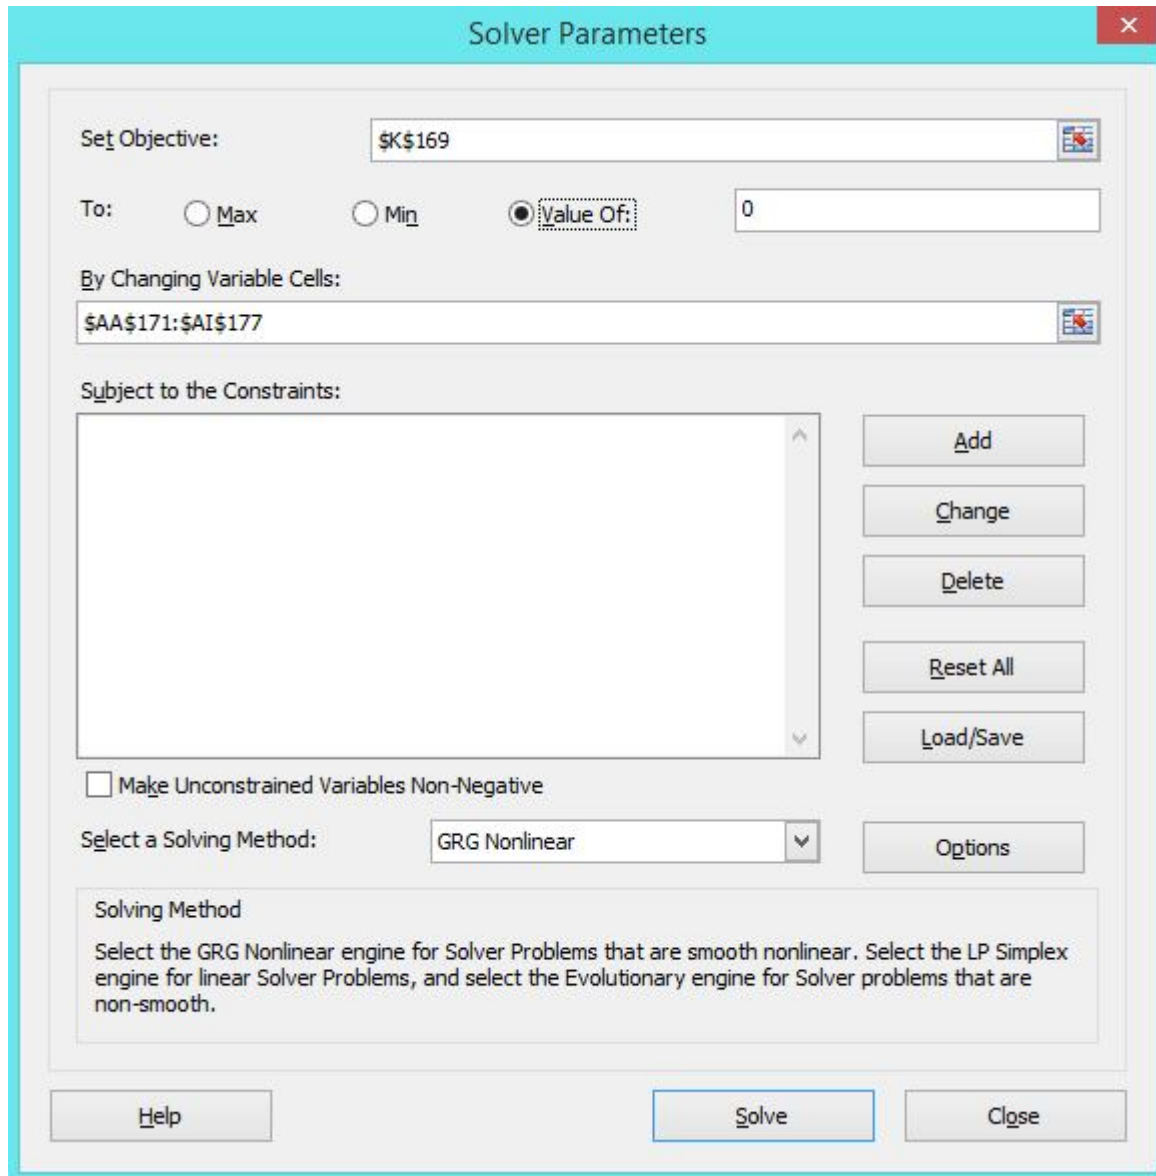 Solver Parameters
Set Objective:
$K$169
To:
Max
Min
Value Of:
0
By Changing Variable Cells:
$AA$171:$AI$177
Subject to the Constraints:
Add
Change
Delete
Reset All
Load/Save
Make Unconstrained Variables Non-Negative
Select a Solving Method:
GRG Nonlinear
Options
Solving Method
Select the GRG Nonlinear engine for Solver Problems that are smooth nonlinear. Select the LP Simplex
engine for linear Solver Problems, and select the Evolutionary engine for Solver problems that are
non-smooth.
Help
Solve
Close